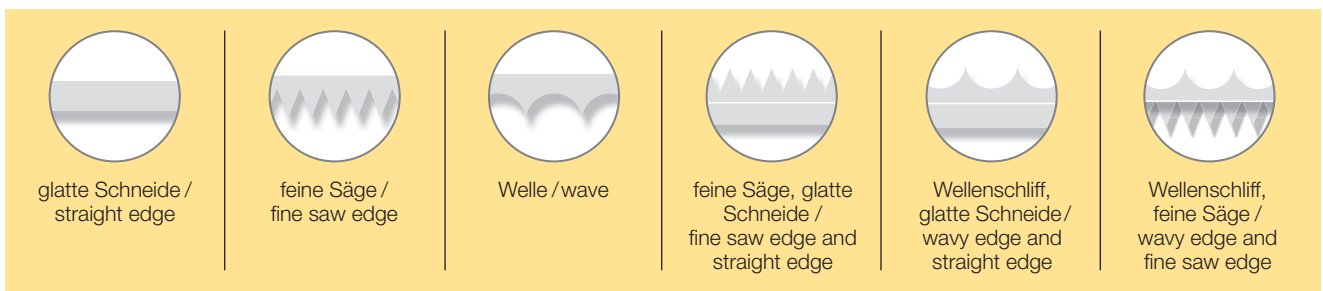 glatte Schneide /
straight edge
feine Säge /
fine saw edge
Welle / wave
feine Säge, glatte
Schneide /
fine saw edge and
straight edge
Wellenschliff,
glatte Schneide /
wavy edge and
straight edge
Wellenschliff,
feine Säge /
wavy edge and
fine saw edge